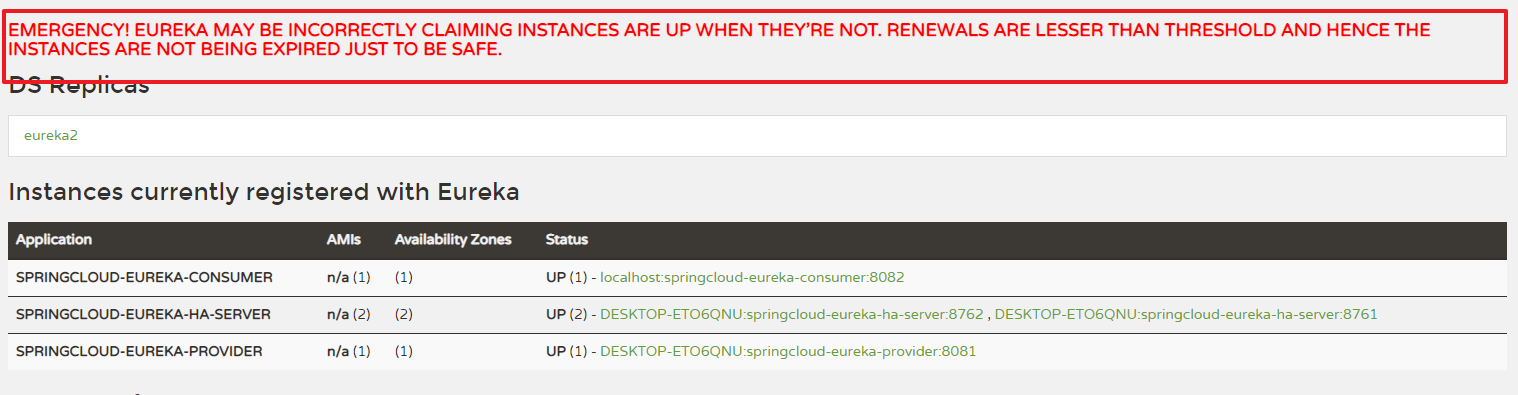 EMERGENCY! EUREKA MAY BE INCORRECTLY CLAIMING INSTANCES ARE UP WHEN THEY'RE NOT. RENEWALS ARE LESSER THAN THRESHOLD AND HENCE THE
INSTANCES ARE NOT BEING EXPIRED JUST TO BE SAFE.
DS Replicas
eureka2
Instances currently registered with Eureka
Application AMIs Availability Zones Status
SPRINGCLOUD-EUREKA-CONSUMER n/a (1) (1) UP (1) - localhost:springcloud-eureka-consumer:8082
SPRINGCLOUD-EUREKA-HA-SERVER n/a (2) (2) UP (2) - DESKTOP-ETO6QNU:springcloud-eureka-ha-server:8762 , DESKTOP-ETO6QNU:springcloud-eureka-ha-server:8761
SPRINGCLOUD-EUREKA-PROVIDER n/a (1) (1) UP (1) - DESKTOP-ETO6QNU:springcloud-eureka-provider:8081